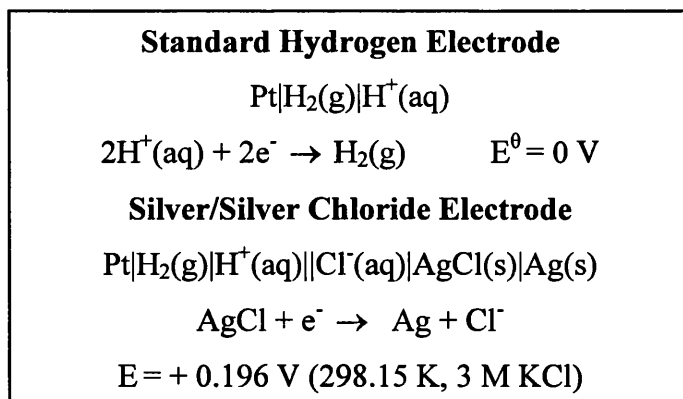 Standard Hydrogen Electrode
Pt|H₂(g)|H⁺(aq)
2H⁺(aq) + 2e⁻ → H₂(g) E^θ = 0 V
Silver/Silver Chloride Electrode
Pt|H₂(g)|H⁺(aq)||Cl⁻(aq)|AgCl(s)|Ag(s)
AgCl + e⁻ → Ag + Cl⁻
E = + 0.196 V (298.15 K, 3 M KCl)